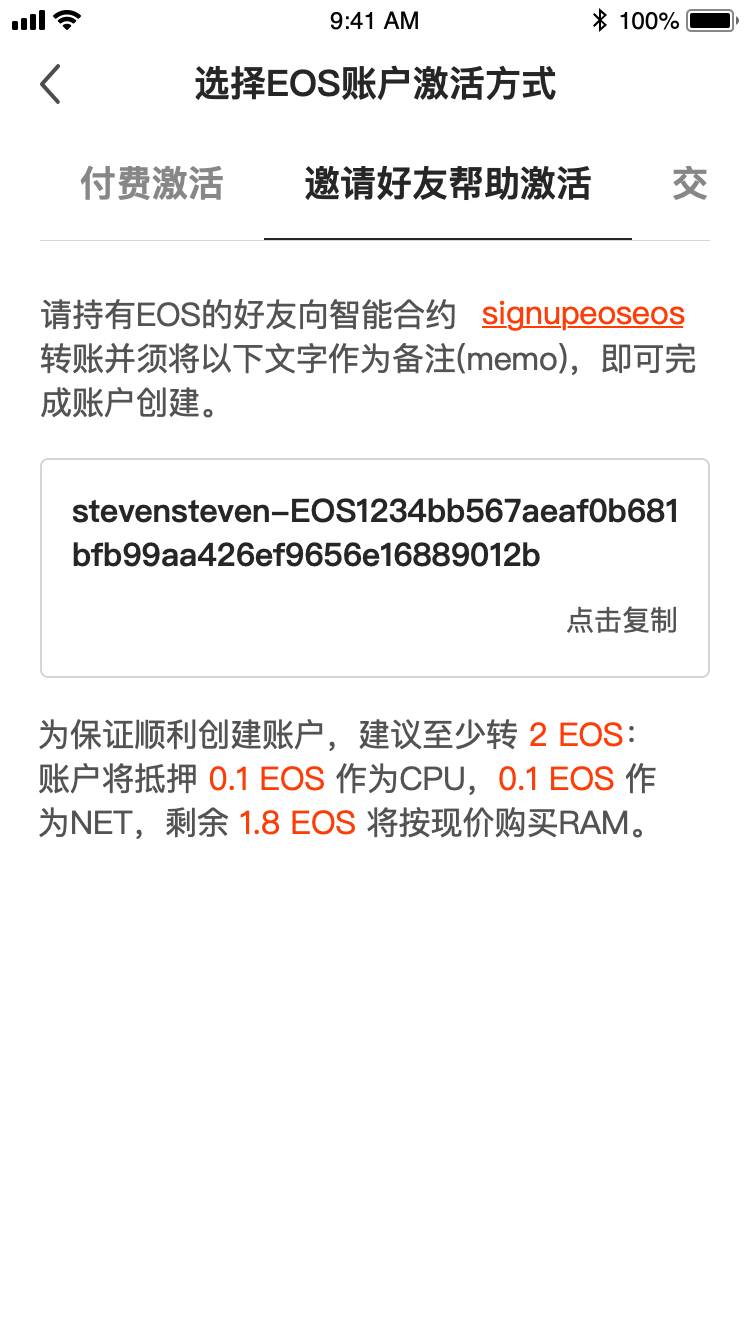 9:41 AM
100%
选择EOS账户激活方式
付费激活
邀请好友帮助激活
交
请持有EOS的好友向智能合约 signupeoseos
转账并须将以下文字作为备注(memo)，即可完
成账户创建。
stevensteven-EOS1234bb567aeaf0b681
bfb99aa426ef9656e16889012b
点击复制
为保证顺利创建账户，建议至少转 2 EOS：
账户将抵押 0.1 EOS 作为CPU，0.1 EOS 作
为NET，剩余 1.8 EOS 将按现价购买RAM。